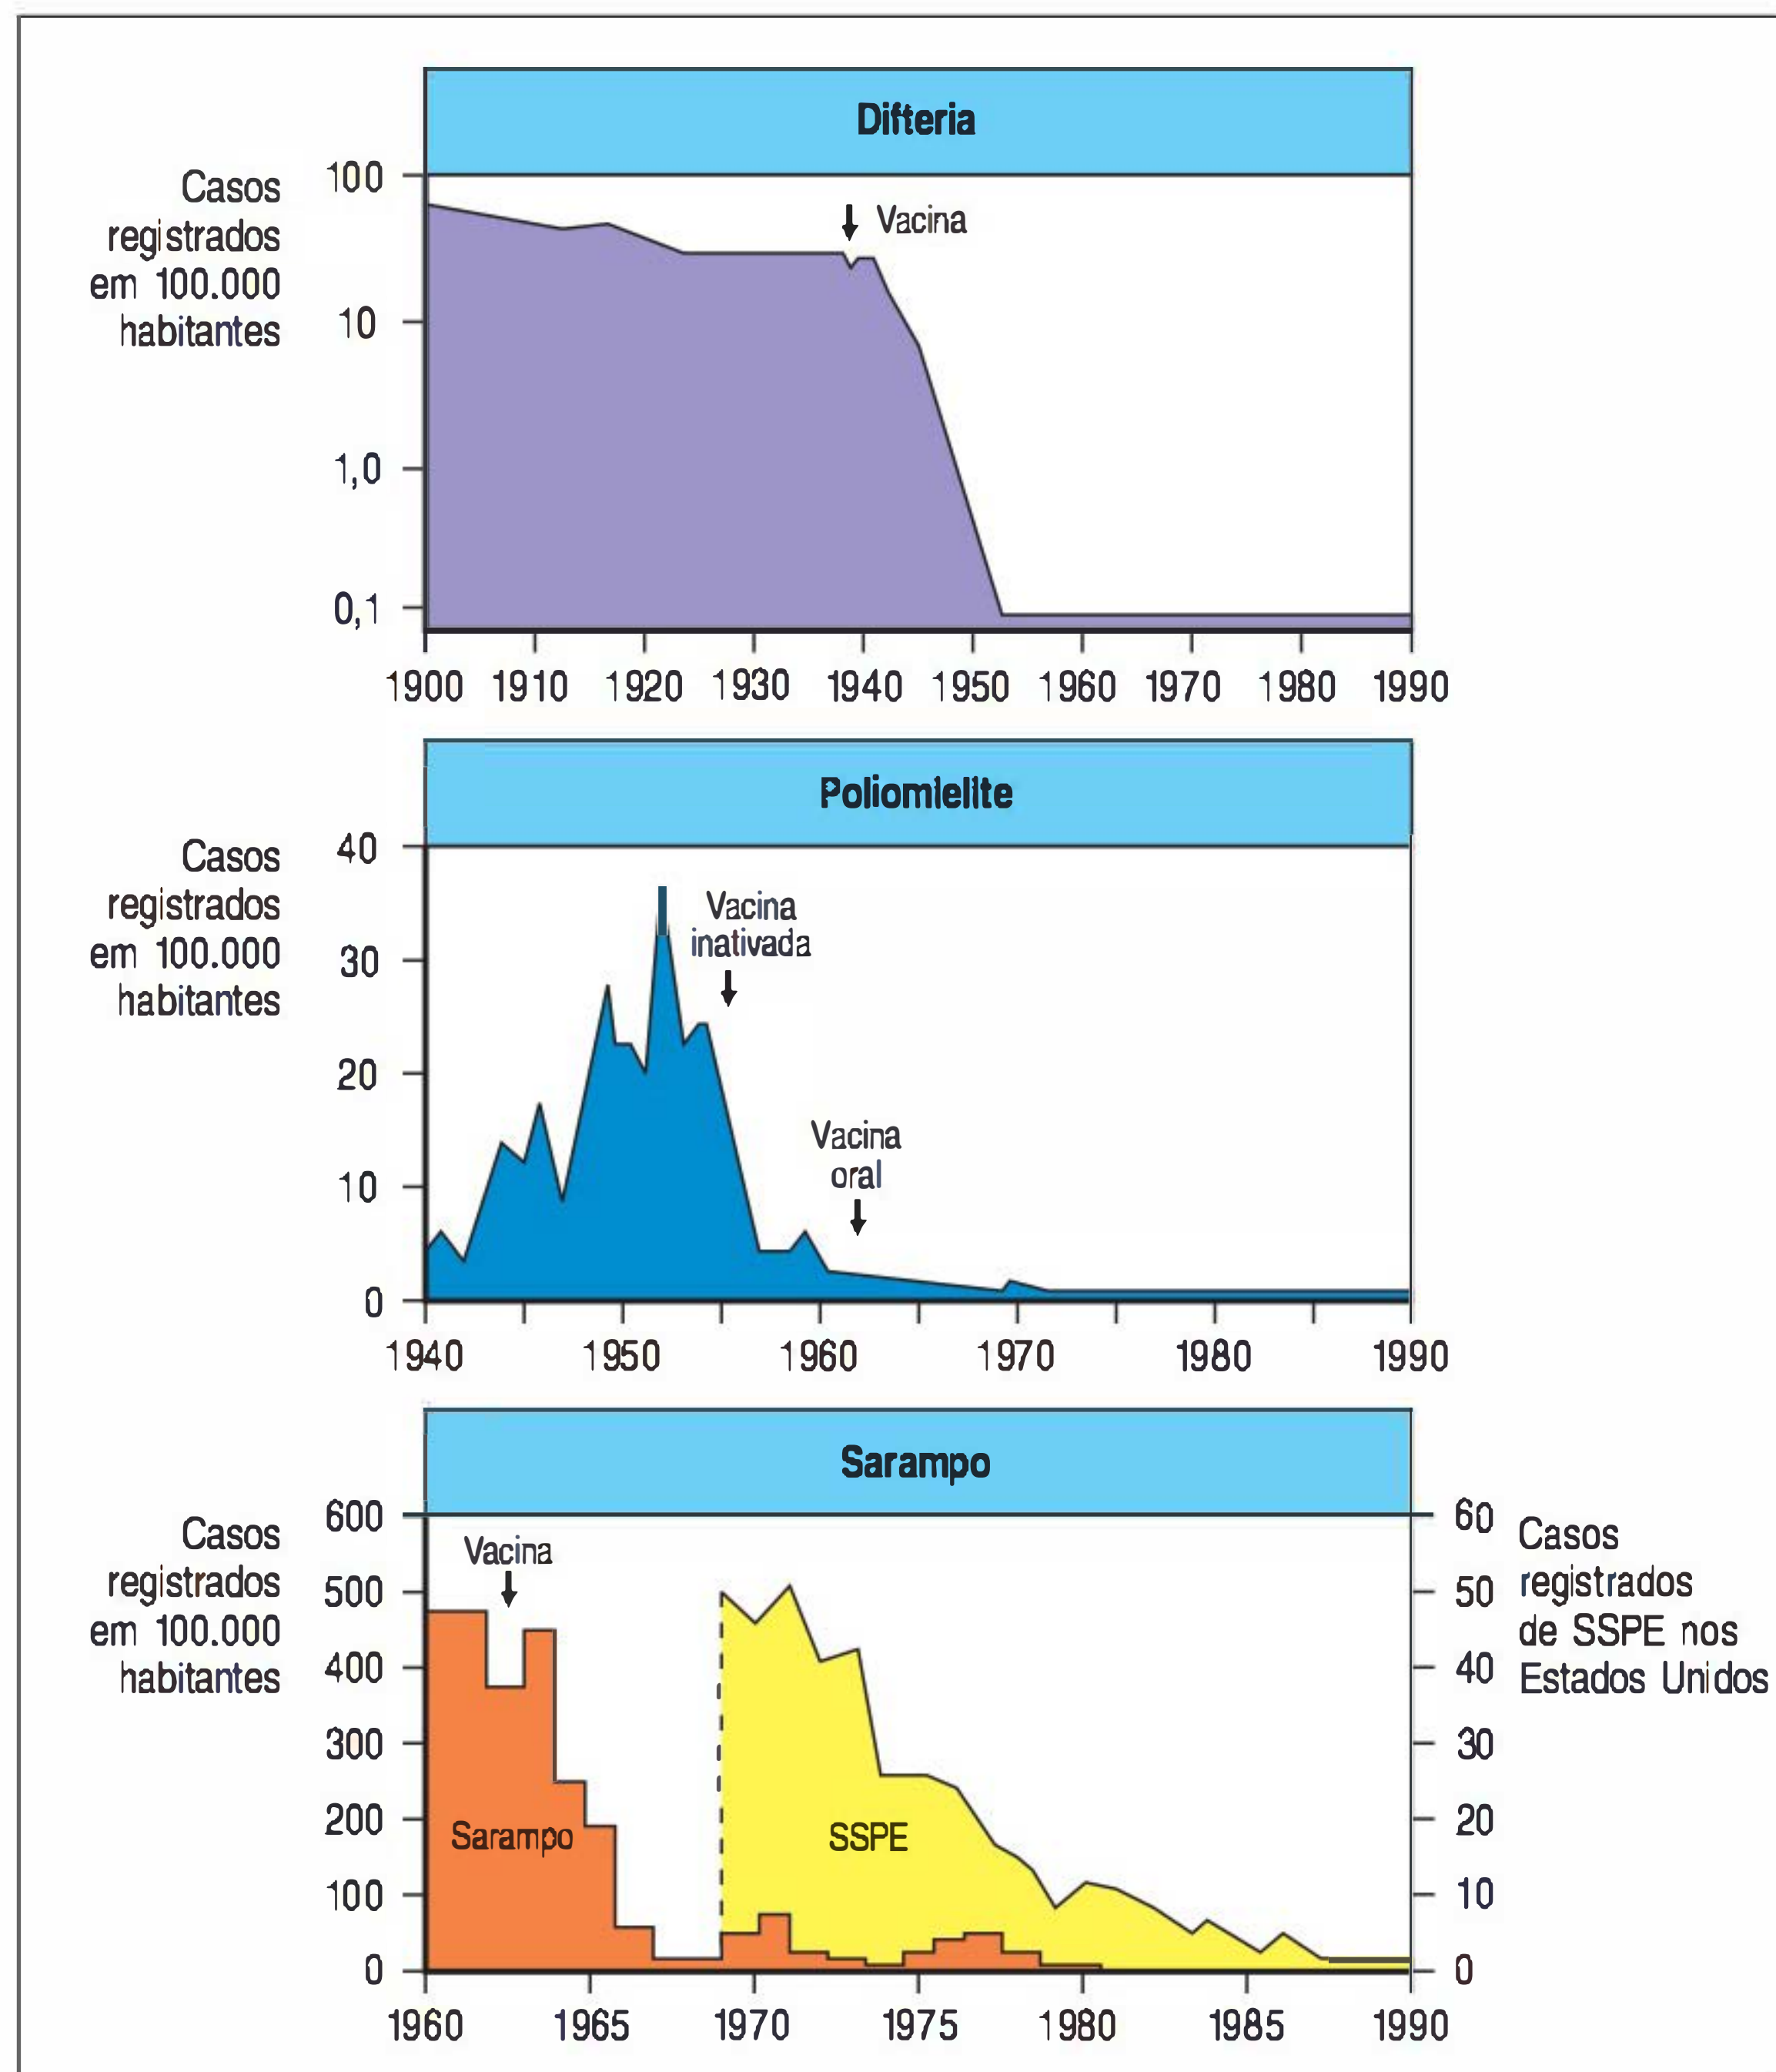 Difteria
Casos
registrados
em 100.000
habitantes
100
10
1,0
0,1
Vacina
1900 1910 1920 1930 1940 1950 1960 1970 1980 1990
Poliomielite
Casos
registrados
em 100.000
habitantes
40
30
20
10
0
Vacina
inativada
Vacina
oral
1940 1950 1960 1970 1980 1990
Sarampo
Casos
registrados
em 100.000
habitantes
600
500
400
300
200
100
0
Vacina
Sarampo
SSPE
60
50
40
30
20
10
0
Casos
registrados
de SSPE nos
Estados Unidos
1960 1965 1970 1975 1980 1985 1990